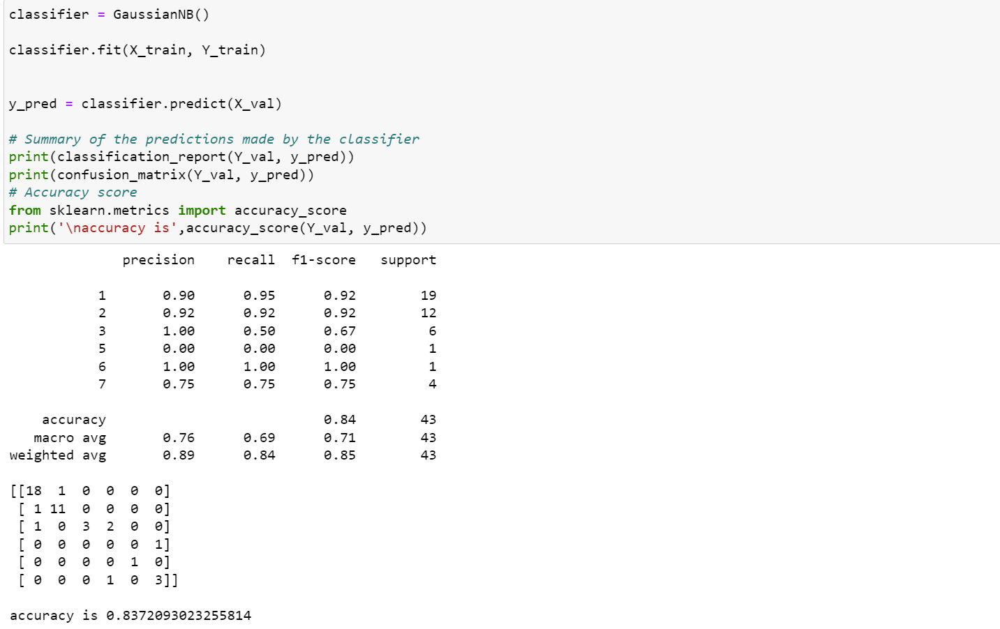 classifier = GaussianNB()
classifier.fit(X_train, Y_train)
y_pred = classifier.predict(X_val)
# Summary of the predictions made by the classifier
print(classification_report(Y_val, y_pred))
print(confusion_matrix(Y_val, y_pred))
# Accuracy score
from sklearn.metrics import accuracy_score
print('\naccuracy is',accuracy_score(Y_val, y_pred))
precision recall f1-score support
1 0.90 0.95 0.92 19
2 0.92 0.92 0.92 12
3 1.00 0.50 0.67 6
5 0.00 0.00 0.00 1
6 1.00 1.00 1.00 1
7 0.75 0.75 0.75 4
accuracy 0.84 43
macro avg 0.76 0.69 0.71 43
weighted avg 0.89 0.84 0.85 43
[[18 1 0 0 0 0]
[ 1 11 0 0 0 0]
[ 1 0 3 2 0 0]
[ 0 0 0 0 0 1]
[ 0 0 0 0 1 0]
[ 0 0 0 1 0 3]]
accuracy is 0.8372093023255814